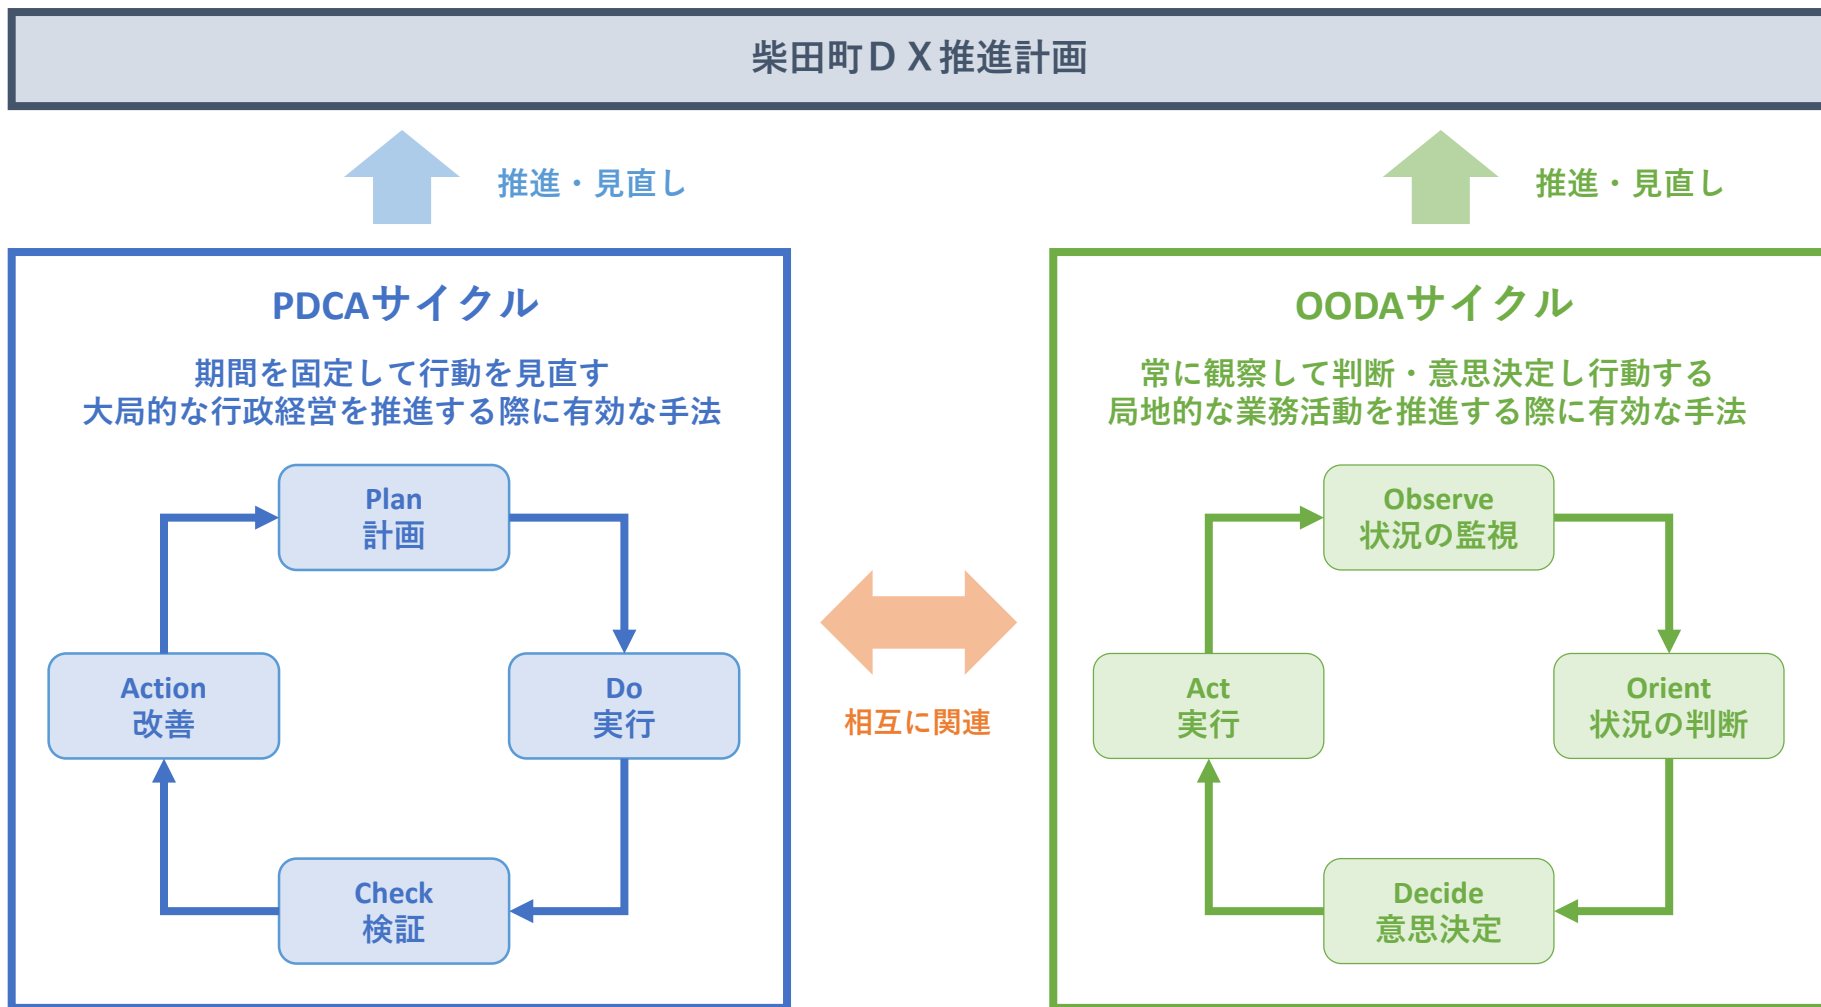 柴田町ＤＸ推進計画
推進・見直し
推進・見直し
PDCAサイクル
期間を固定して行動を見直す
大局的な行政経営を推進する際に有効な手法
Plan
計画
Do
実行
Check
検証
Action
改善
相互に関連
OODAサイクル
常に観察して判断・意思決定し行動する
局地的な業務活動を推進する際に有効な手法
Observe
状況の監視
Orient
状況の判断
Decide
意思決定
Act
実行